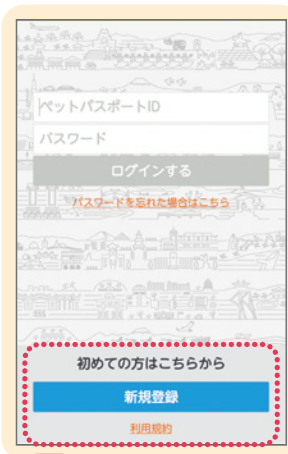 ペットパスポートID
パスワード
ログインする
パスワードを忘れた場合はこちら
初めての方はこちらから
新規登録
利用規約